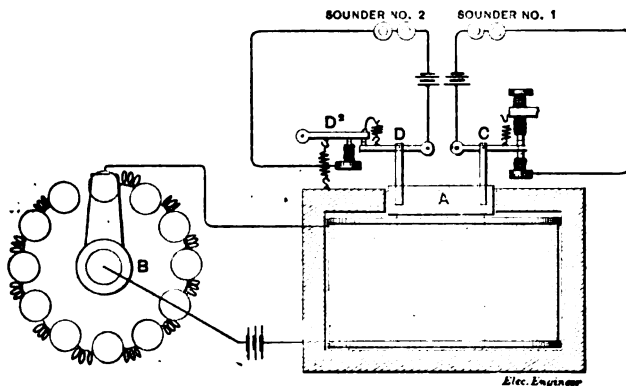 SOUNDER NO. 2
SOUNDER NO. 1
D²
D
C
A
B
Elec. Engineer